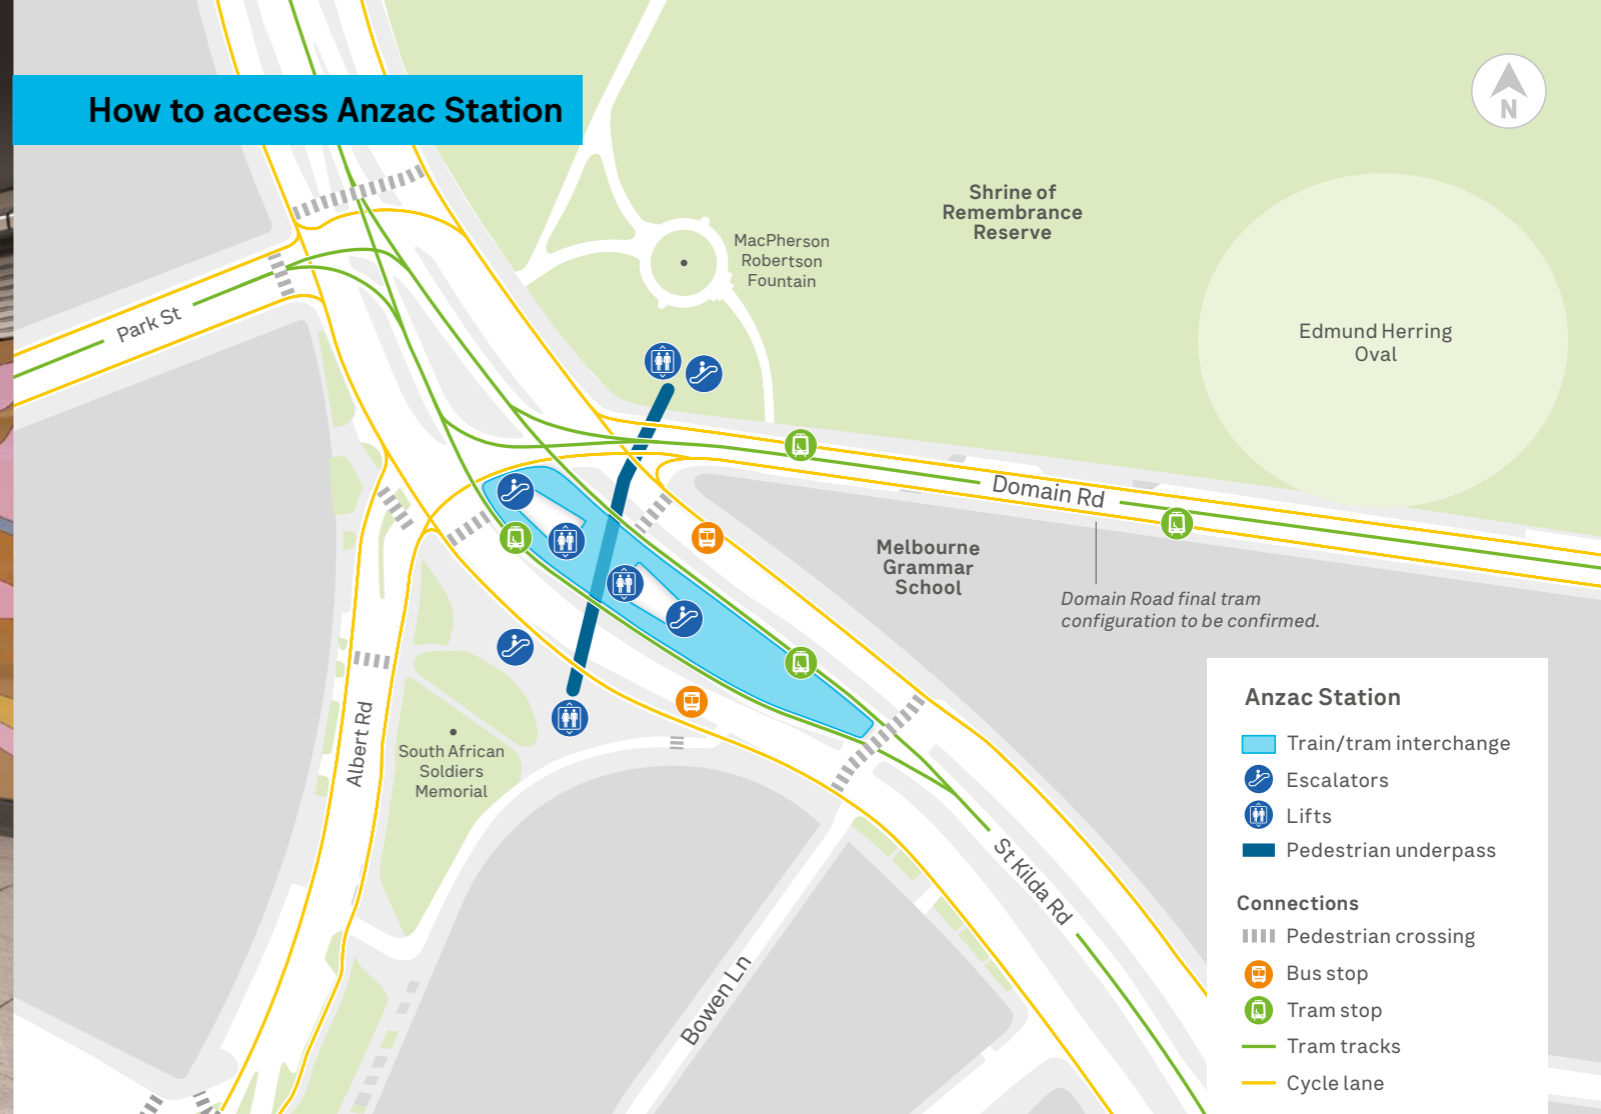 How to access Anzac Station
N
Shrine of
Remembrance
Reserve
MacPherson
Robertson
Fountain
Edmund Herring
Oval
Park St
Domain Rd
Melbourne
Grammar
School
Domain Road final tram
configuration to be confirmed.
Albert Rd
South African
Soldiers
Memorial
St Kilda Rd
Bowen Ln
Anzac Station
Train/tram interchange
Escalators
Lifts
Pedestrian underpass
Connections
Pedestrian crossing
Bus stop
Tram stop
Tram tracks
Cycle lane